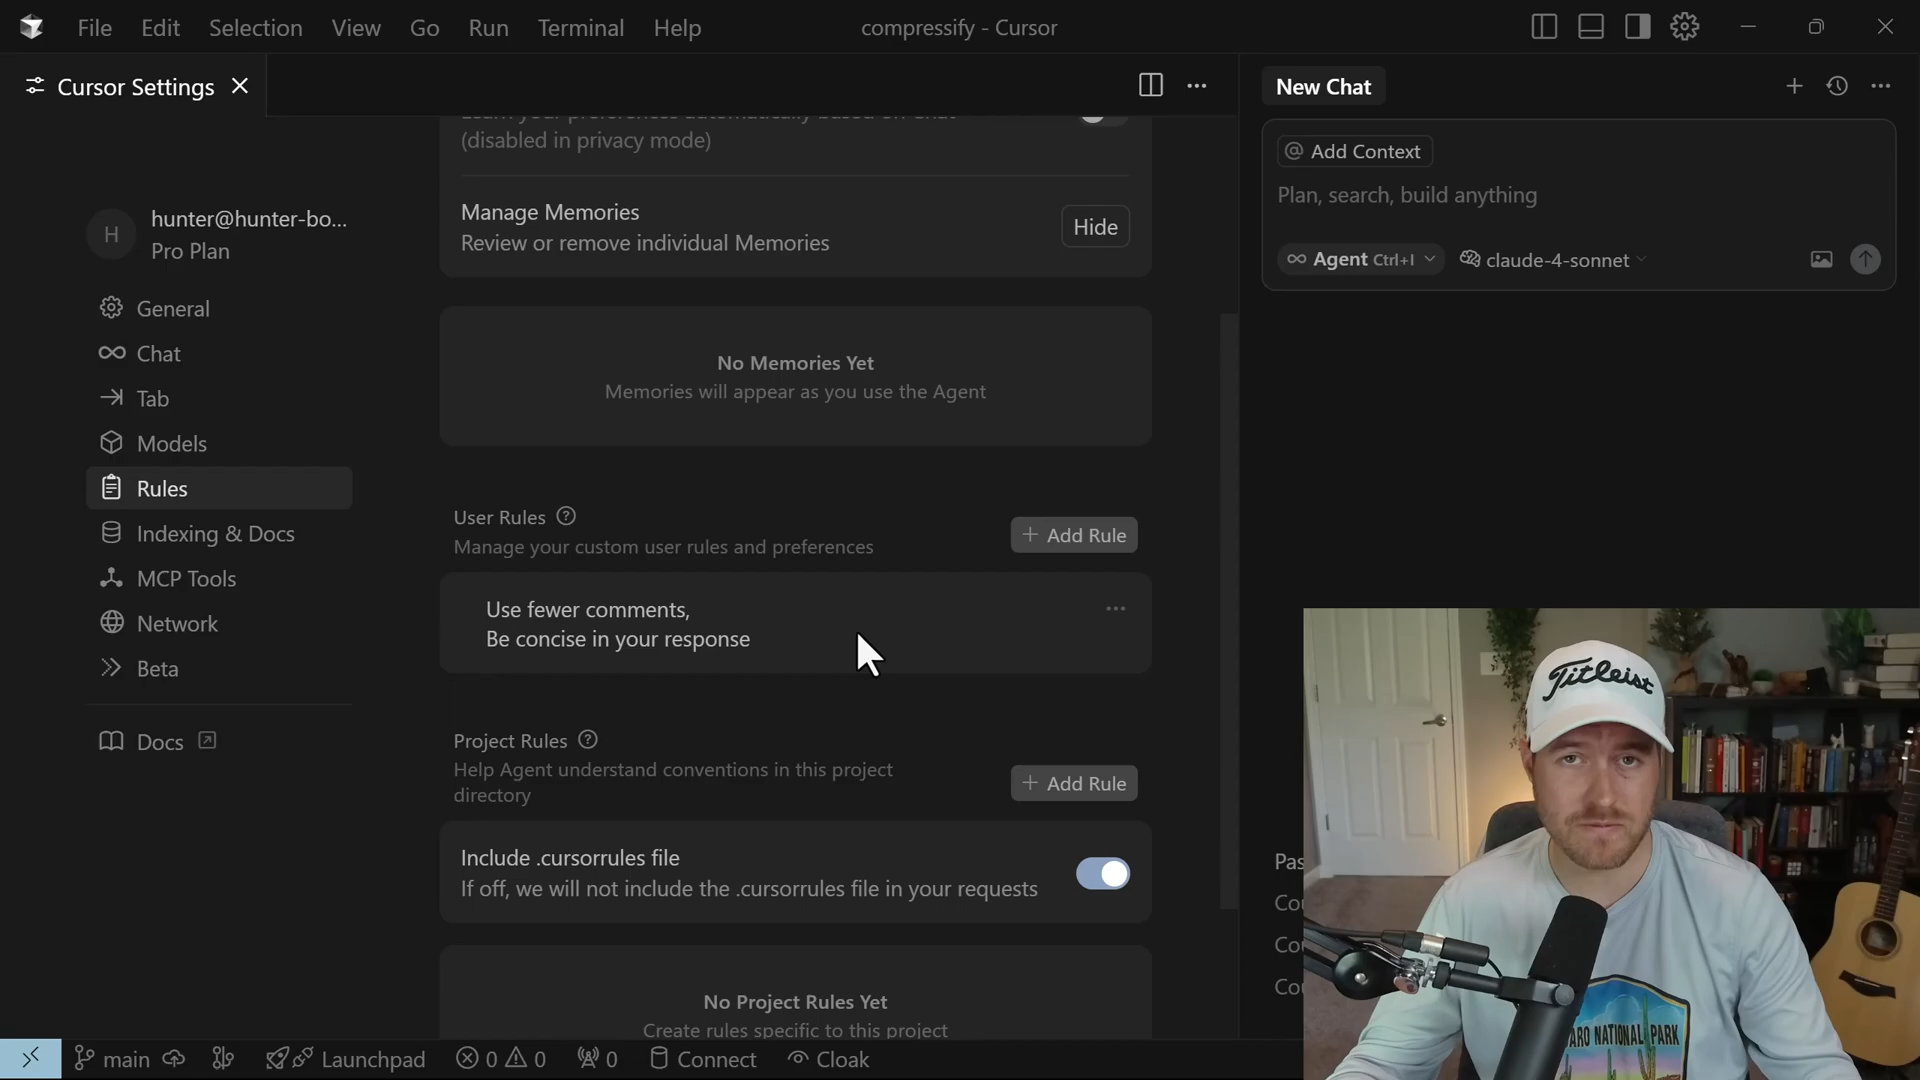 File Edit Selection View Go Run Terminal Help
compressify - Cursor
Cursor Settings
New Chat
(disabled in privacy mode)
@ Add Context
Plan, search, build anything
Manage Memories
Review or remove individual Memories
Hide
Agent Ctrl+I
claude-4-sonnet
H
hunter@hunter-bo...
Pro Plan
General
Chat
Tab
Models
Rules
Indexing & Docs
MCP Tools
Network
Beta
Docs
No Memories Yet
Memories will appear as you use the Agent
User Rules
Manage your custom user rules and preferences
+ Add Rule
Use fewer comments,
Be concise in your response
Project Rules
Help Agent understand conventions in this project
directory
+ Add Rule
Include .cursorrules file
If off, we will not include the .cursorrules file in your requests
No Project Rules Yet
Create rules specific to this project
Titleist
NATIONAL PARK
main
Launchpad
0
0
0
Connect
Cloak